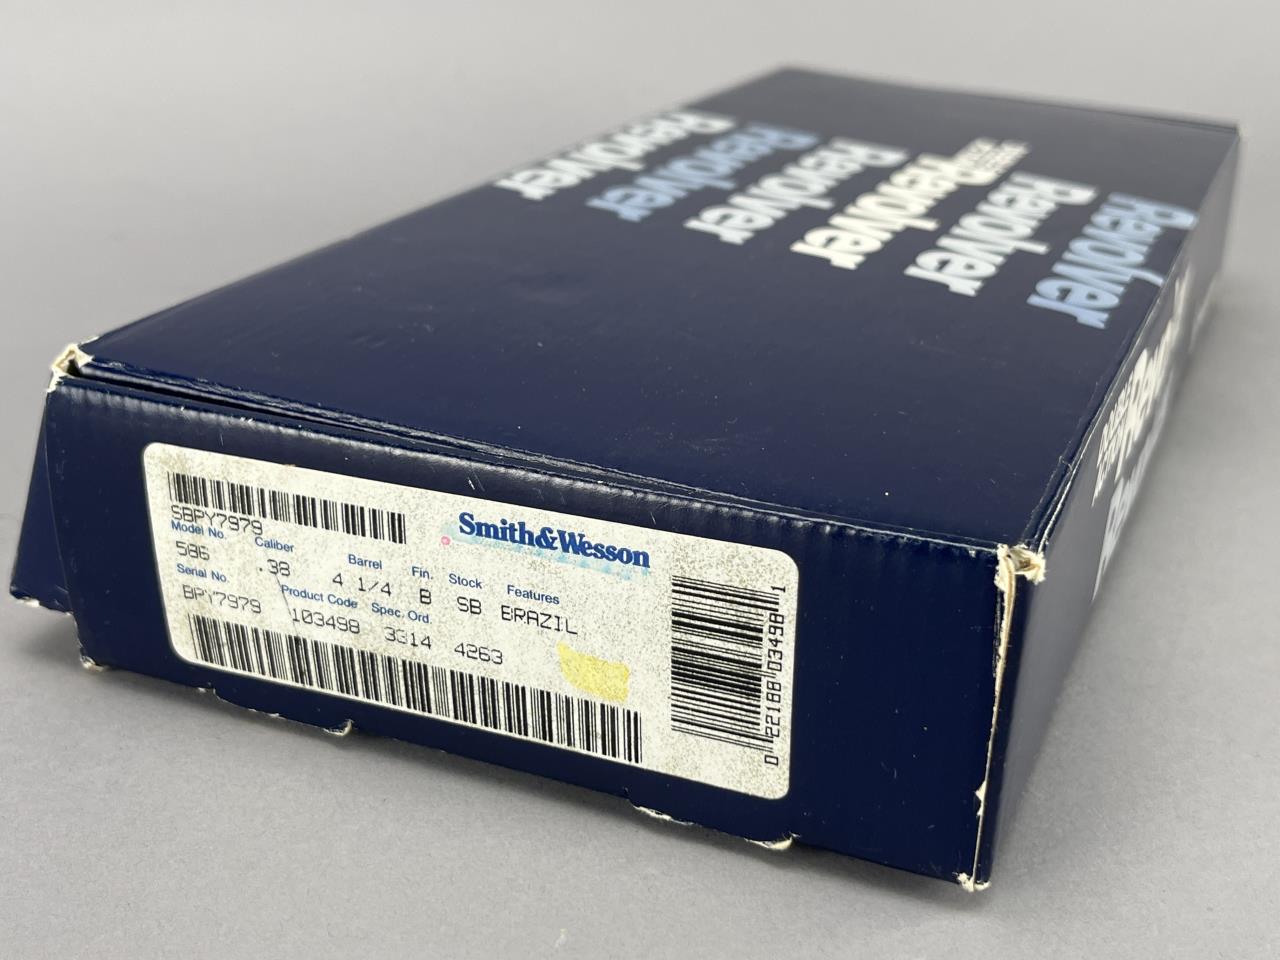 Revolver
Revolver
Revolver
Revolver
Revolver
Revolver
Smith&Wesson
SBPY7979
Model No. Caliber Barrel Fin. Stock Features
586 .38 4 1/4 B SB BRAZIL
Serial No. Product Code Spec. Ord.
BPY7979 103498 3314 4263
0 22188 03498 1